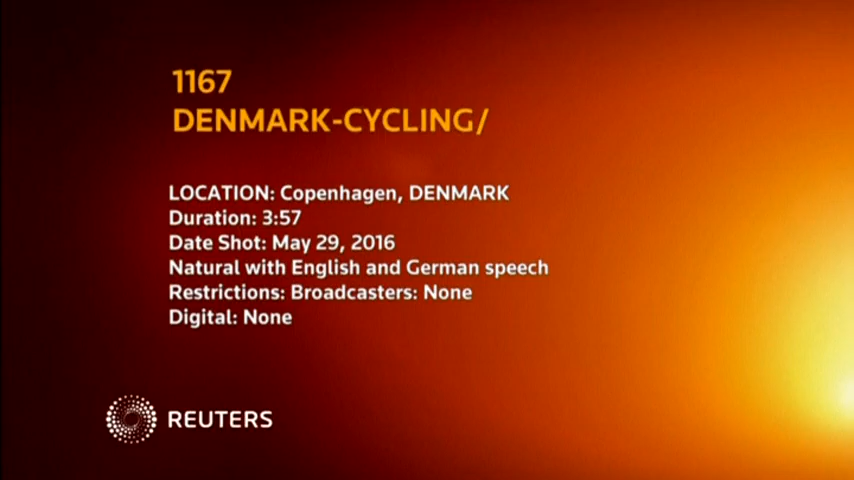 1167
DENMARK-CYCLING/
LOCATION: Copenhagen, DENMARK
Duration: 3:57
Date Shot: May 29, 2016
Natural with English and German speech
Restrictions: Broadcasters: None
Digital: None
REUTERS